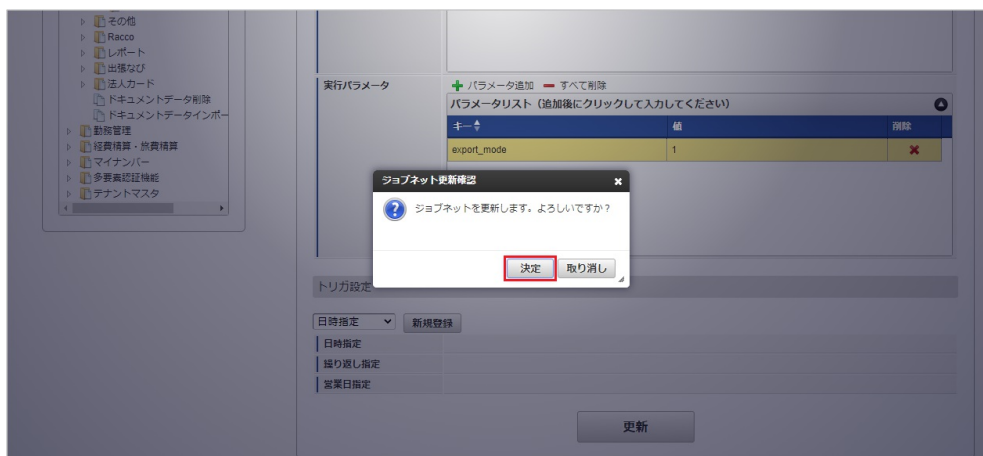 その他
Racco
レポート
出張なび
法人カード
ドキュメントデータ削除
ドキュメントデータインポー
勤務管理
経費精算・旅費精算
マイナンバー
多要素認証機能
テナントマスタ
実行パラメータ
パラメータ追加 すべて削除
パラメータリスト（追加後にクリックして入力してください）
キー 値 削除
export_mode 1
ジョブネット更新確認
ジョブネットを更新します。よろしいですか？
決定 取り消し
トリガ設定
日時指定 新規登録
日時指定
繰り返し指定
営業日指定
更新